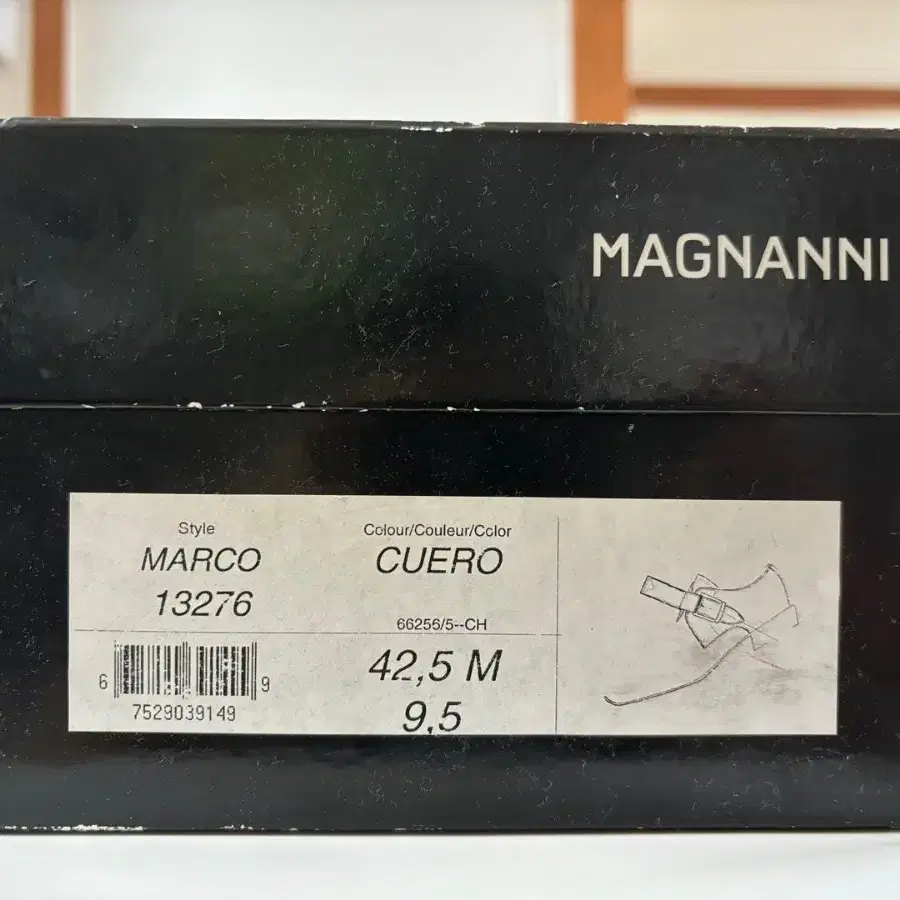 MAGNANNI
Style
MARCO
13276
Colour/Couleur/Color
CUERO
66256/5--CH
6 7529039149 9
42,5 M
9,5